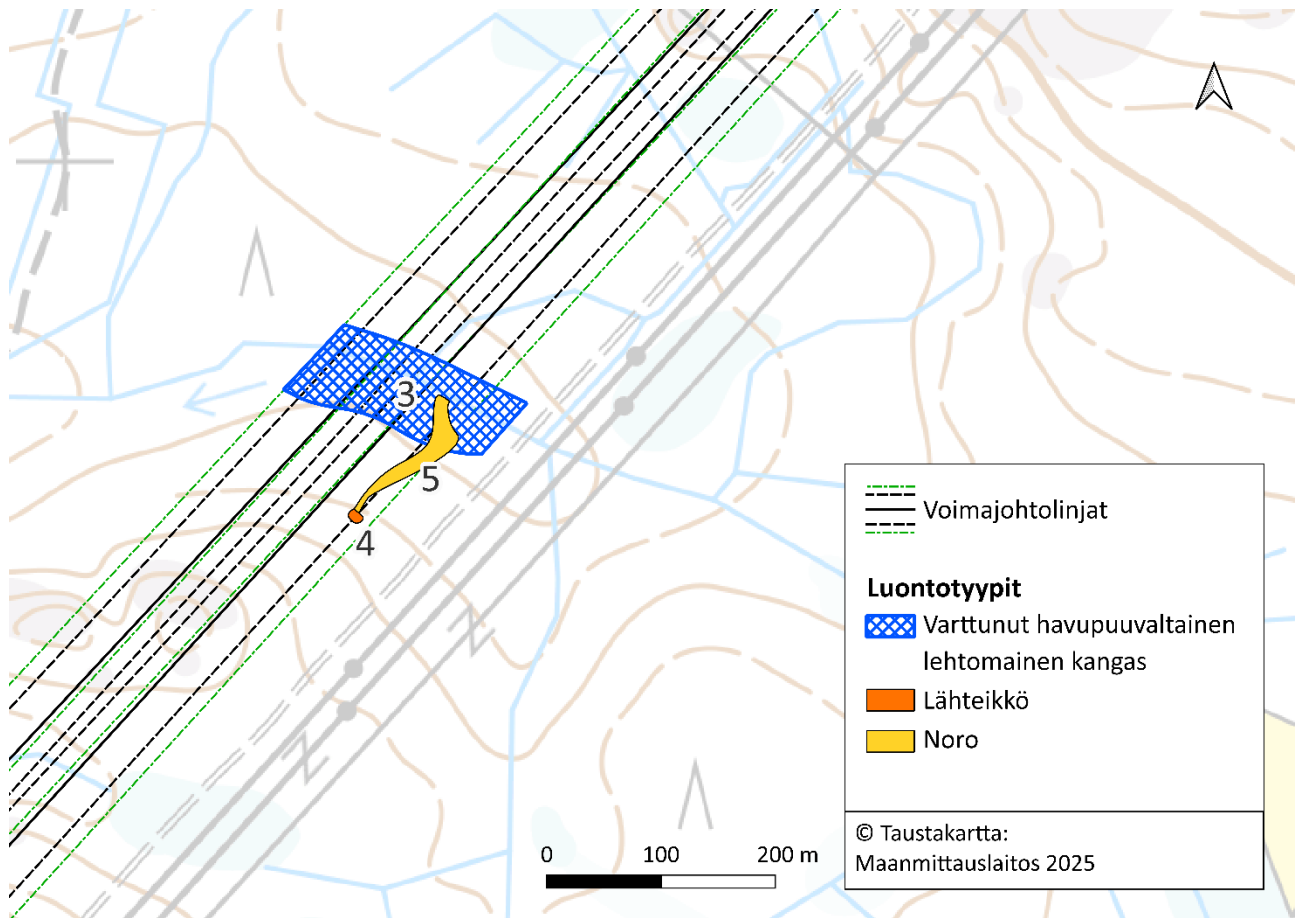 3
5
4
Voimajohtolinjat
Luontotyypit
Varttunut havupuuvaltainen
lehtomainen kangas
Lähteikkö
Noro
© Taustakartta:
Maanmittauslaitos 2025
0 100 200 m